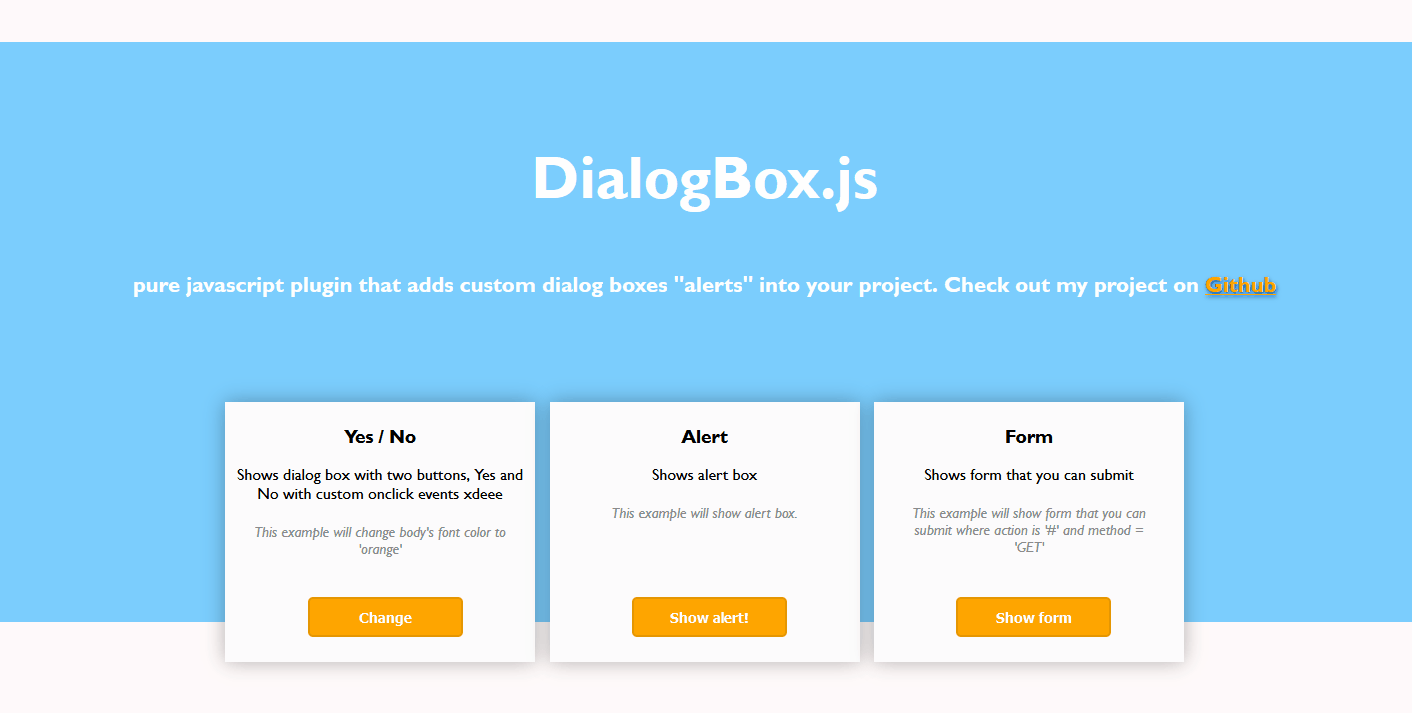 DialogBox.js
pure javascript plugin that adds custom dialog boxes "alerts" into your project. Check out my project on Github
Yes / No
Shows dialog box with two buttons, Yes and
No with custom onclick events xdeee
This example will change body's font color to
'orange'
Change
Alert
Shows alert box
This example will show alert box.
Show alert!
Form
Shows form that you can submit
This example will show form that you can
submit where action is '#' and method =
'GET'
Show form